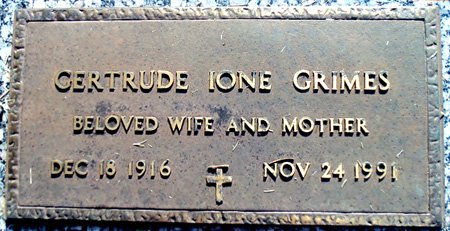 GERTRUDE IONE GRIMES
BELOVED WIFE AND MOTHER
DEC 18 1916 NOV 24 1991